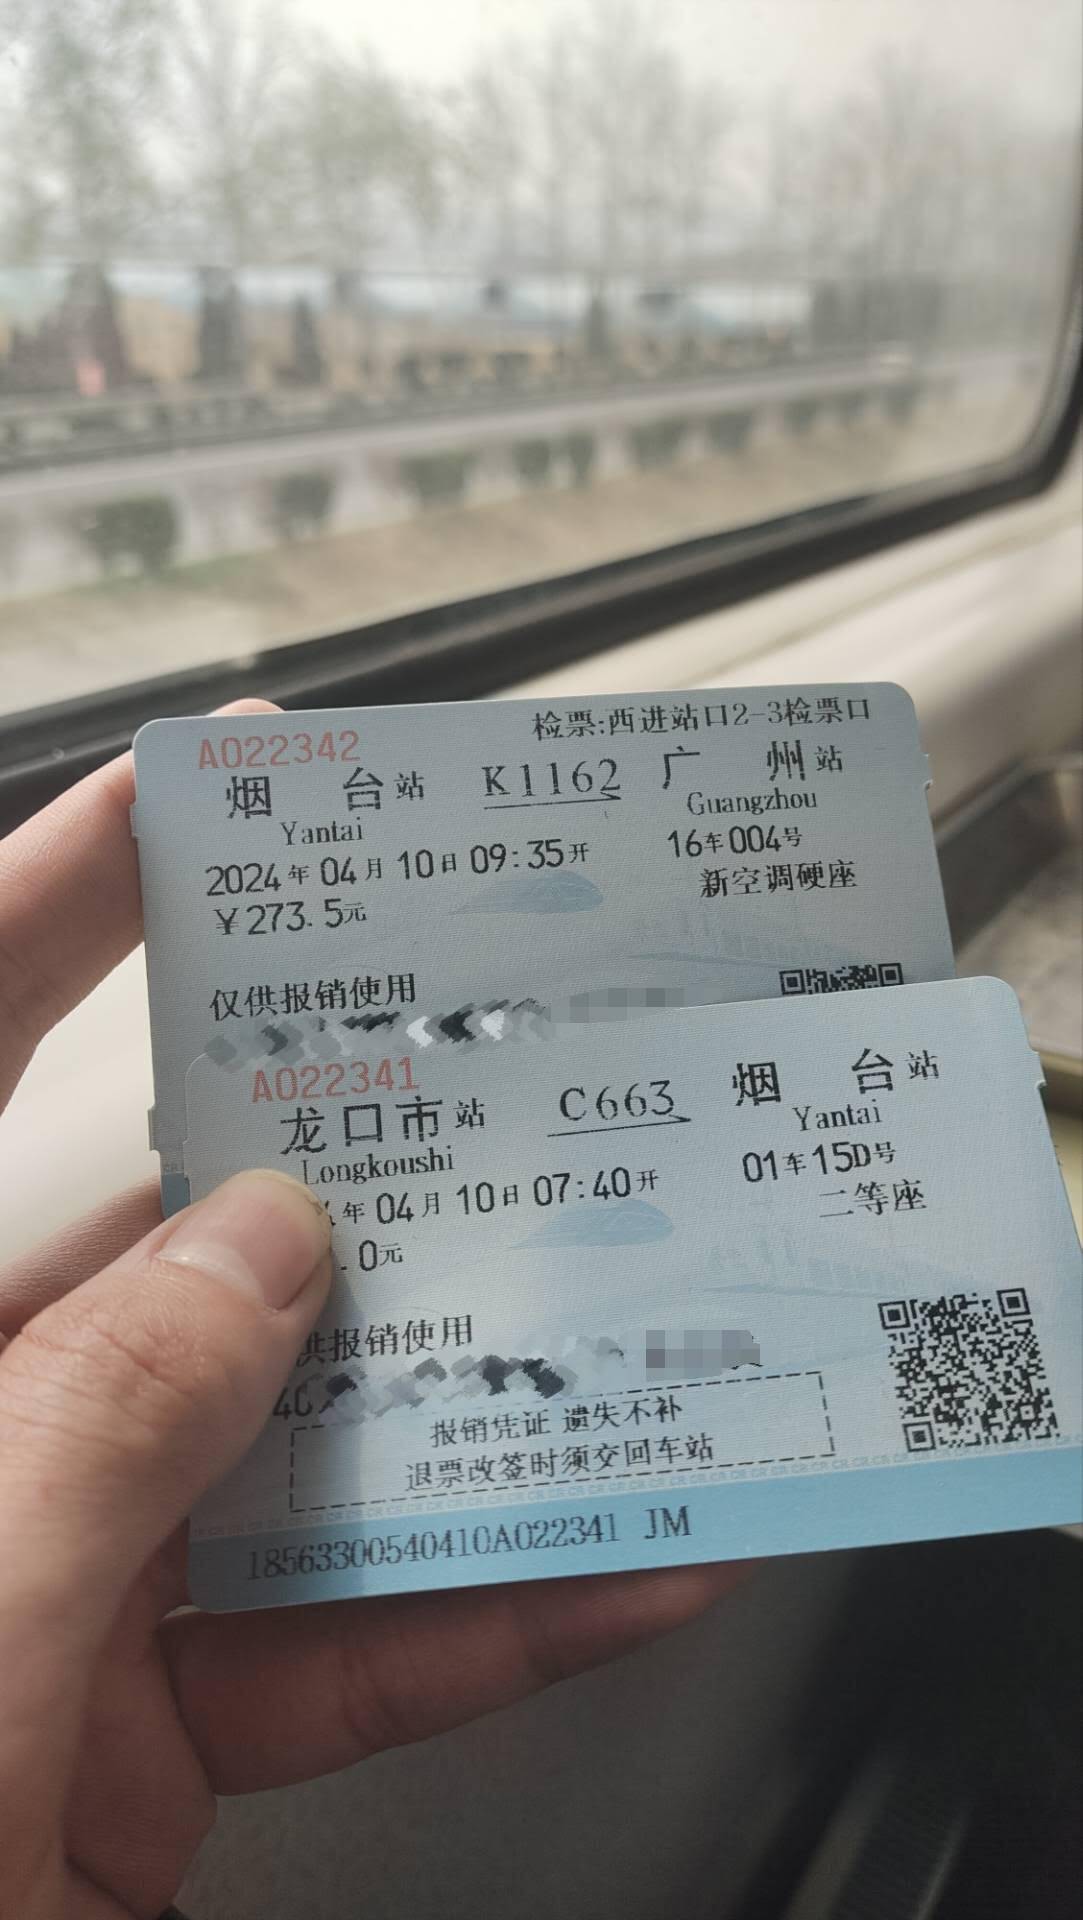 检票:西进站口2-3检票口
A022342
烟台站 K1162 广州站
Yantai Guangzhou
2024年04月10日09:35开 16车004号
￥273.5元 新空调硬座
仅供报销使用
A022341
龙口市站 C663 烟台站
Longkoushi Yantai
年04月10日07:40开 01车15D号
.0元 二等座
供报销使用
报销凭证 遗失不补
退票改签时须交回车站
18563300540410A022341 JM